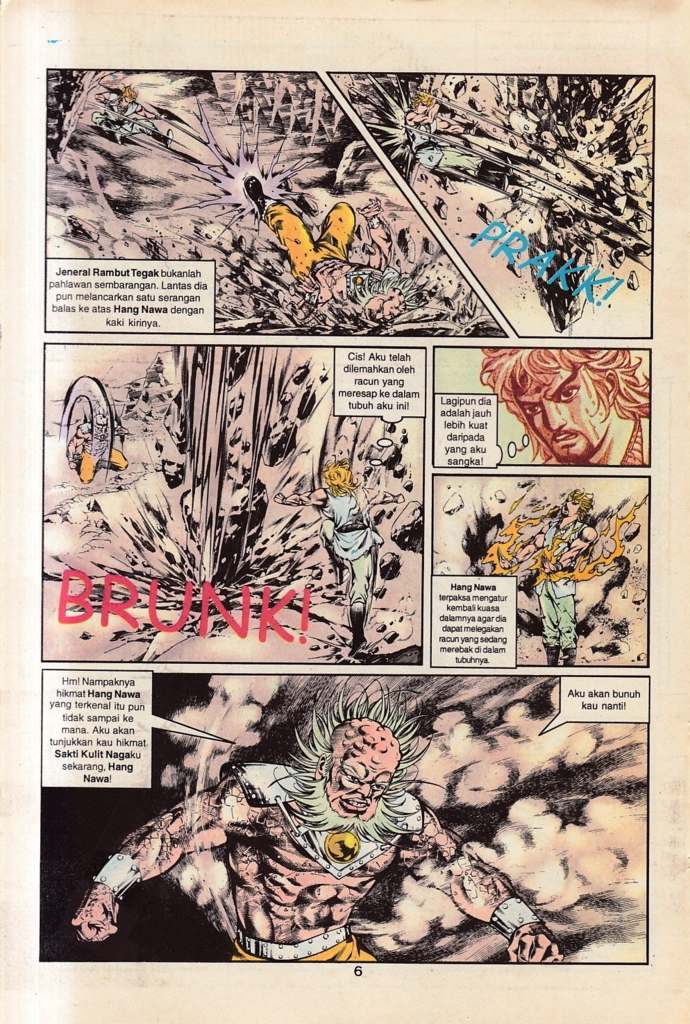 Jeneral Rambut Tegak bukanlah
pahlawan sembarangan. Lantas dia
pun melancarkan satu serangan
balas ke atas Hang Nawa dengan
kaki kirinya.
PRAKK!
Cis! Aku telah
dilemahkan oleh
racun yang
meresap ke dalam
tubuh aku ini!
BRUNK!
Lagipun dia
adalah jauh
lebih kuat
daripada
yang aku
sangka!
Hang Nawa
terpaksa mengatur
kembali kuasa
dalamnya agar dia
dapat melegakan
racun yang sedang
merebak di dalam
tubuhnya.
Hm! Nampaknya
hikmat Hang Nawa
yang terkenal itu pun
tidak sampai ke
mana. Aku akan
tunjukkan kau hikmat
Sakti Kulit Nagaku
sekarang, Hang
Nawa!
Aku akan bunuh
kau nanti!
6